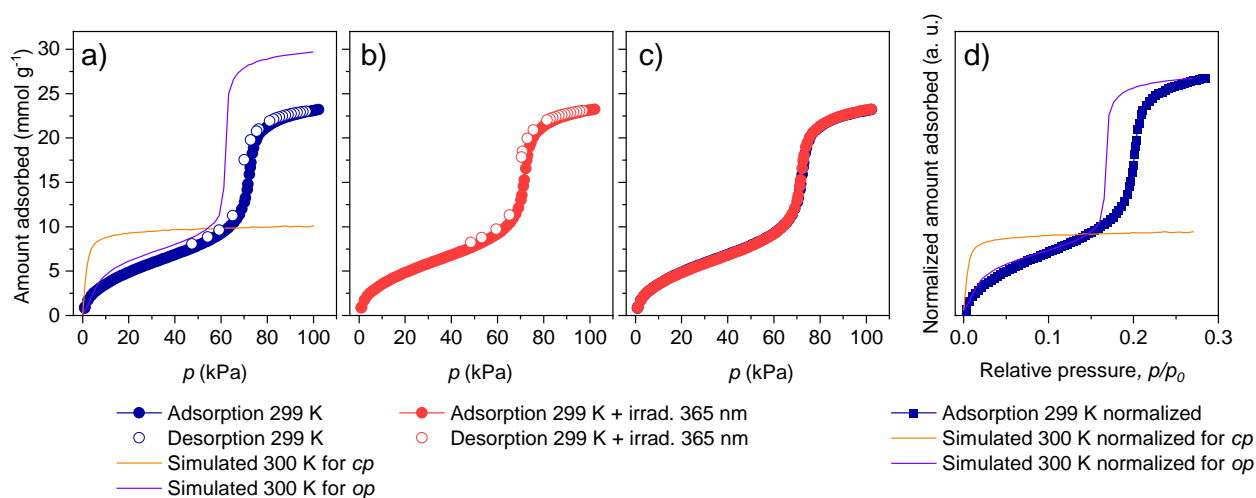 a)
b)
c)
d)
Amount adsorbed (mmol g⁻¹)
30
25
20
15
10
5
0
0 20 40 60 80 100
p (kPa)
0 20 40 60 80 100
p (kPa)
0 20 40 60 80 100
p (kPa)
Normalized amount adsorbed (a. u.)
0.0 0.1 0.2 0.3
Relative pressure, p/p₀
Adsorption 299 K
Desorption 299 K
Simulated 300 K for cp
Simulated 300 K for op
Adsorption 299 K + irrad. 365 nm
Desorption 299 K + irrad. 365 nm
Adsorption 299 K normalized
Simulated 300 K normalized for cp
Simulated 300 K normalized for op